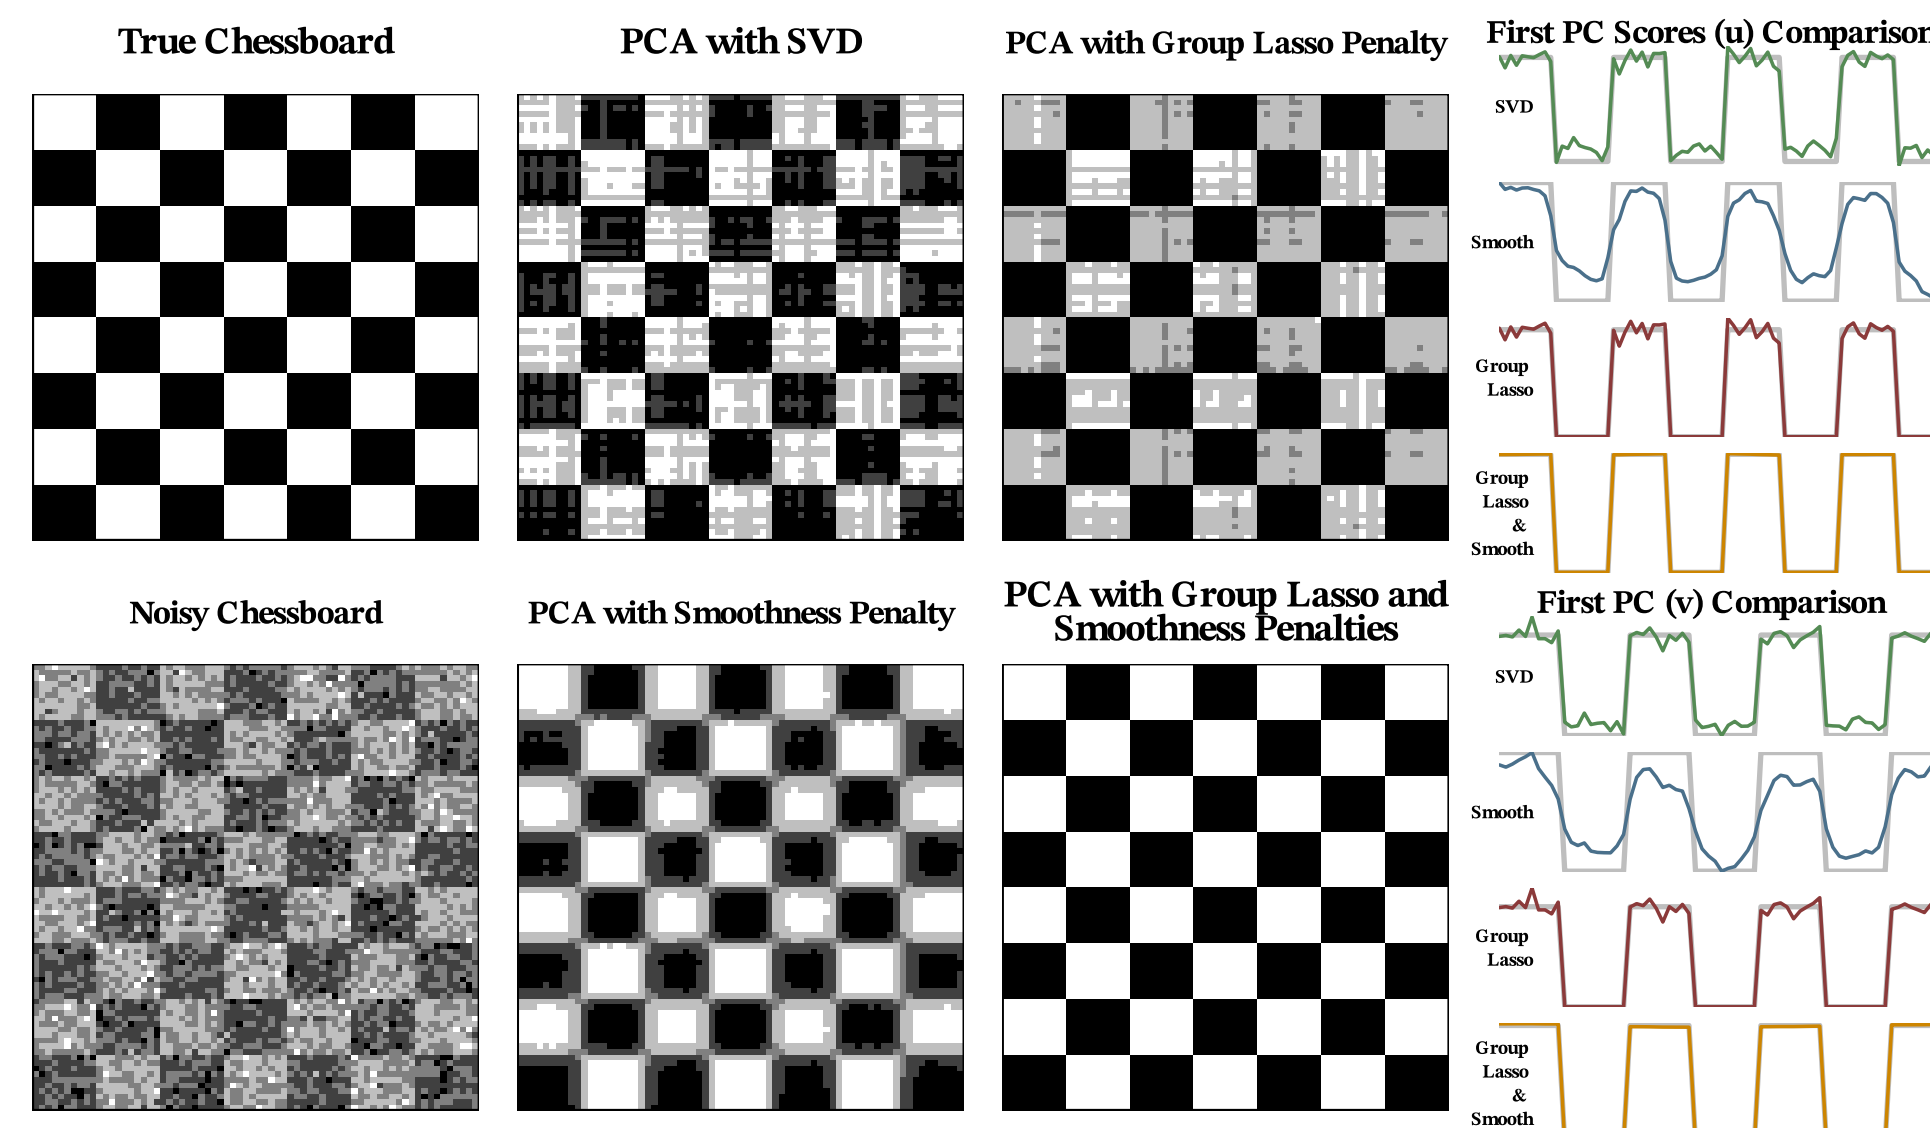 True Chessboard
PCA with SVD
PCA with Group Lasso Penalty
First PC Scores (u) Comparison
SVD
Smooth
Group
Lasso
Group
Lasso
&
Smooth
Noisy Chessboard
PCA with Smoothness Penalty
PCA with Group Lasso and
Smoothness Penalties
First PC (v) Comparison
SVD
Smooth
Group
Lasso
Group
Lasso
&
Smooth